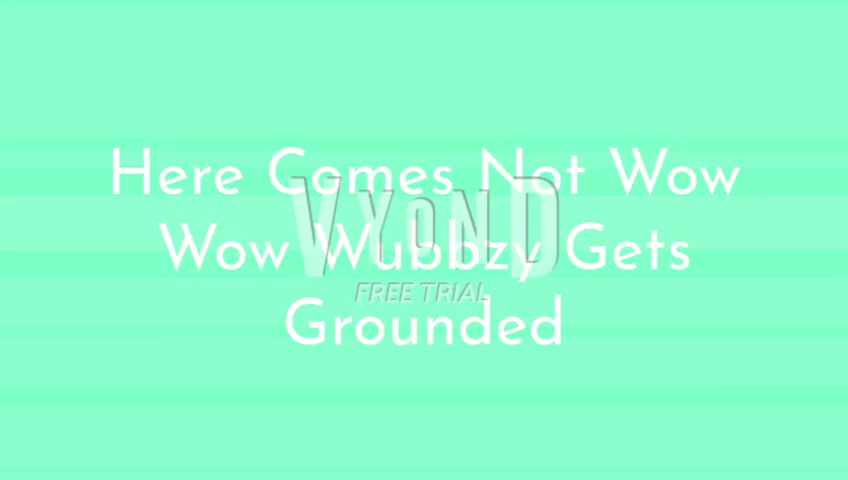 Here Comes Not Wow
Wow Wubbzy Gets
Grounded
VYOND
FREE TRIAL